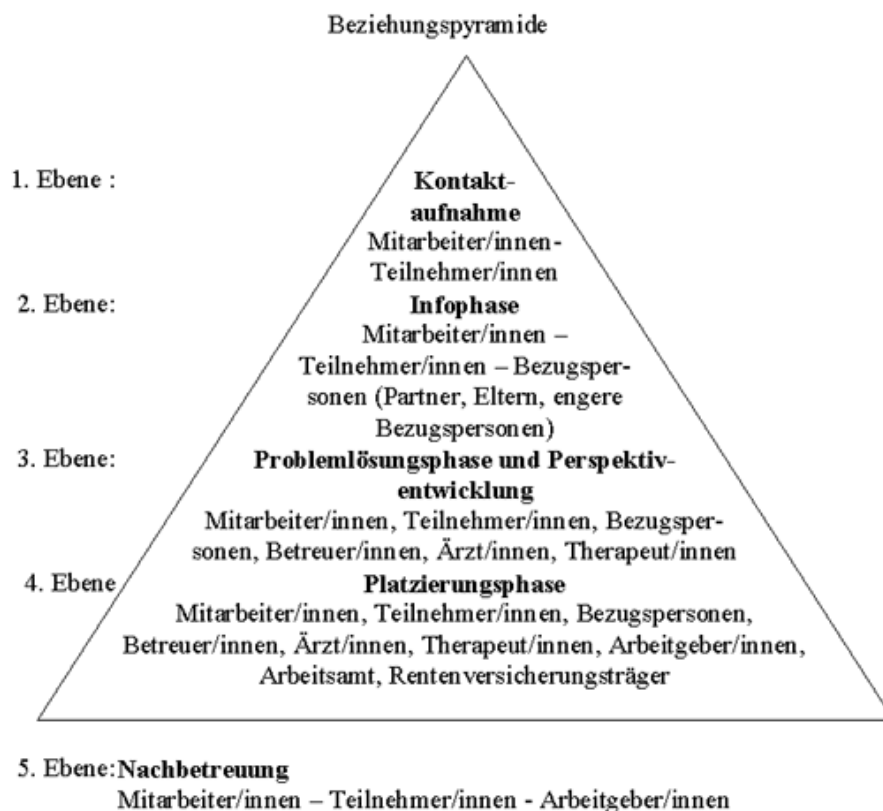 Beziehungspyramide
1. Ebene :
Kontakt-
aufnahme
Mitarbeiter/innen-
Teilnehmer/innen
2. Ebene:
Infophase
Mitarbeiter/innen –
Teilnehmer/innen – Bezugsper-
sonen (Partner, Eltern, engere
Bezugspersonen)
3. Ebene:
Problemlösungsphase und Perspektiv-
entwicklung
Mitarbeiter/innen, Teilnehmer/innen, Bezugsper-
sonen, Betreuer/innen, Ärzt/innen, Therapeut/innen
4. Ebene
Platzierungsphase
Mitarbeiter/innen, Teilnehmer/innen, Bezugspersonen,
Betreuer/innen, Ärzt/innen, Therapeut/innen, Arbeitgeber/innen,
Arbeitsamt, Rentenversicherungsträger
5. Ebene: Nachbetreuung
Mitarbeiter/innen – Teilnehmer/innen - Arbeitgeber/innen